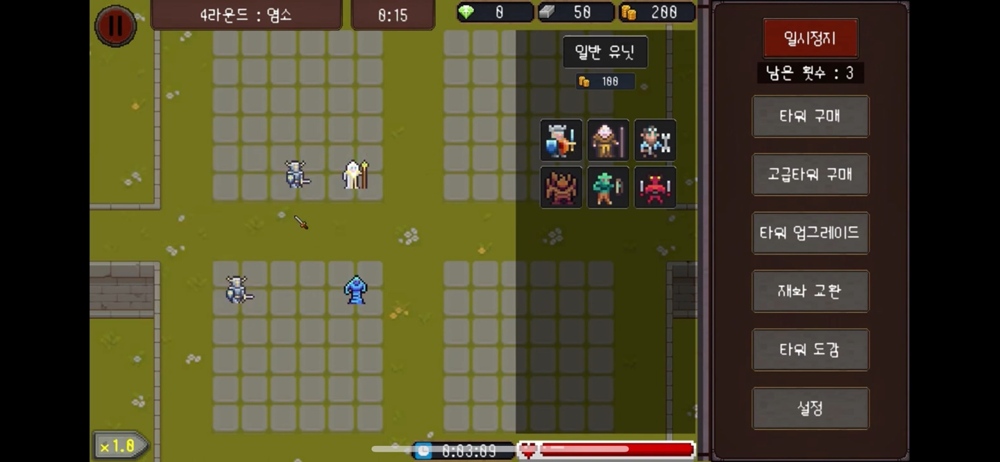 4라운드 : 염소
0:15
0
50
200
일반 유닛
100
일시정지
남은 횟수 : 3
타워 구매
고급타워 구매
타워 업그레이드
재화 교환
타워 도감
설정
×1.0
0:03:09